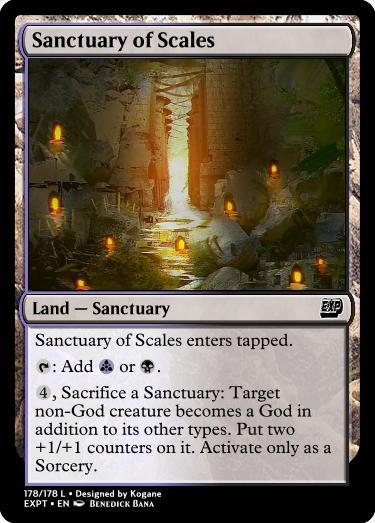 Sanctuary of Scales
Land — Sanctuary
EXP
Sanctuary of Scales enters tapped.
: Add or .
4, Sacrifice a Sanctuary: Target
non-God creature becomes a God in
addition to its other types. Put two
+1/+1 counters on it. Activate only as a
Sorcery.
178/178 L • Designed by Kogane
EXPT • EN Benedick Bana